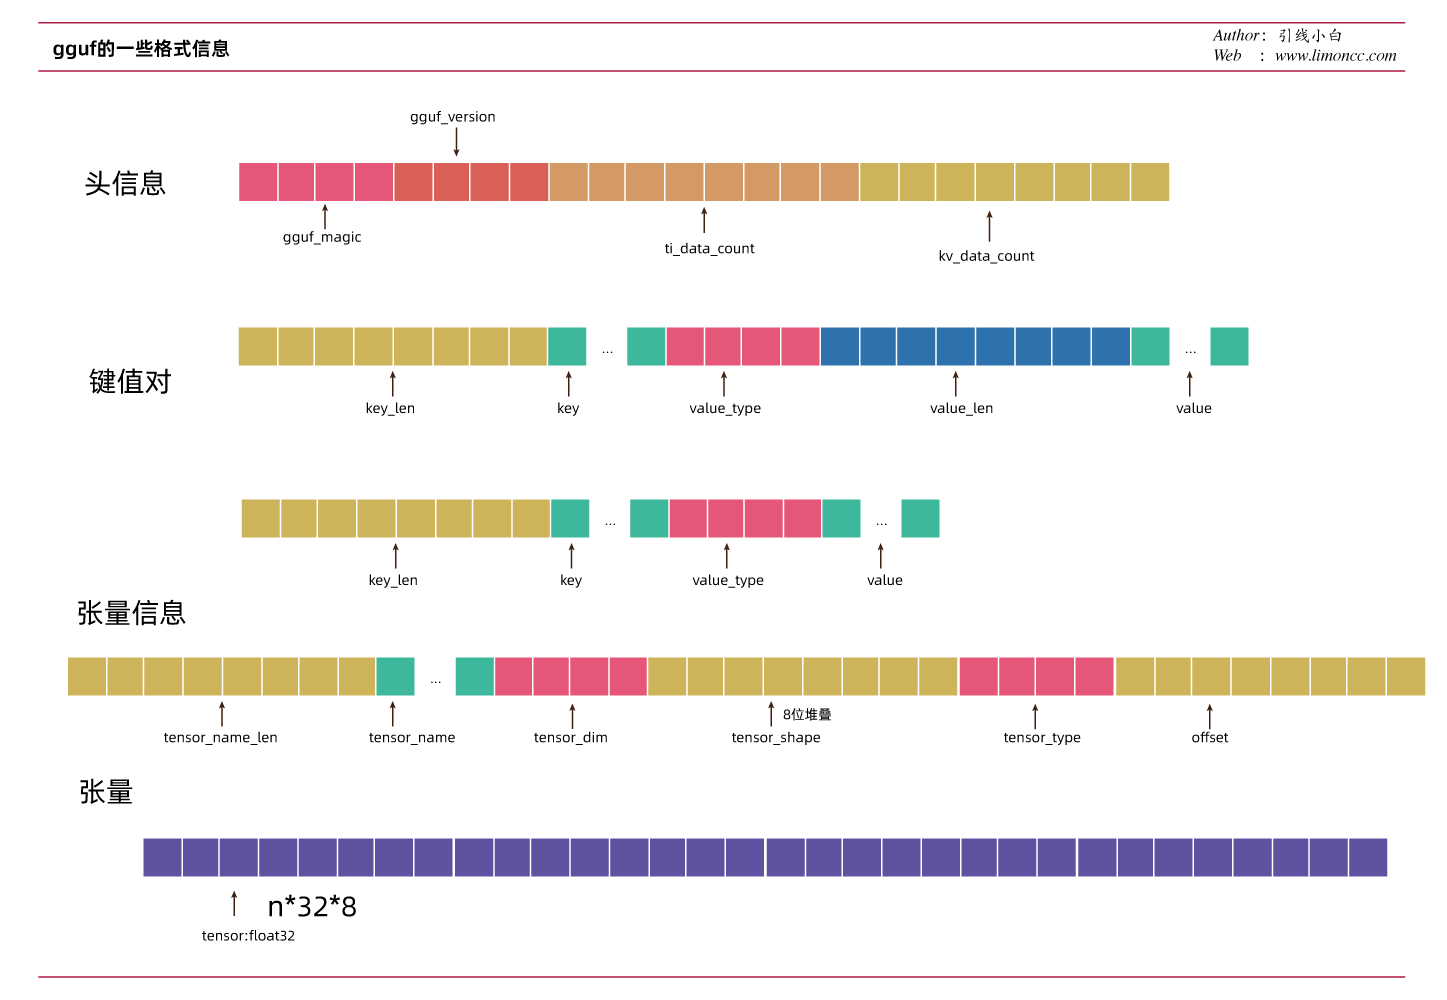 gguf的一些格式信息
Author： 引线小白
Web ： www.limoncc.com
gguf_version
头信息
gguf_magic
ti_data_count
kv_data_count
...
...
键值对
key_len
key
value_type
value_len
value
...
...
key_len
key
value_type
value
张量信息
...
8位堆叠
tensor_name_len
tensor_name
tensor_dim
tensor_shape
tensor_type
offset
张量
n*32*8
tensor:float32